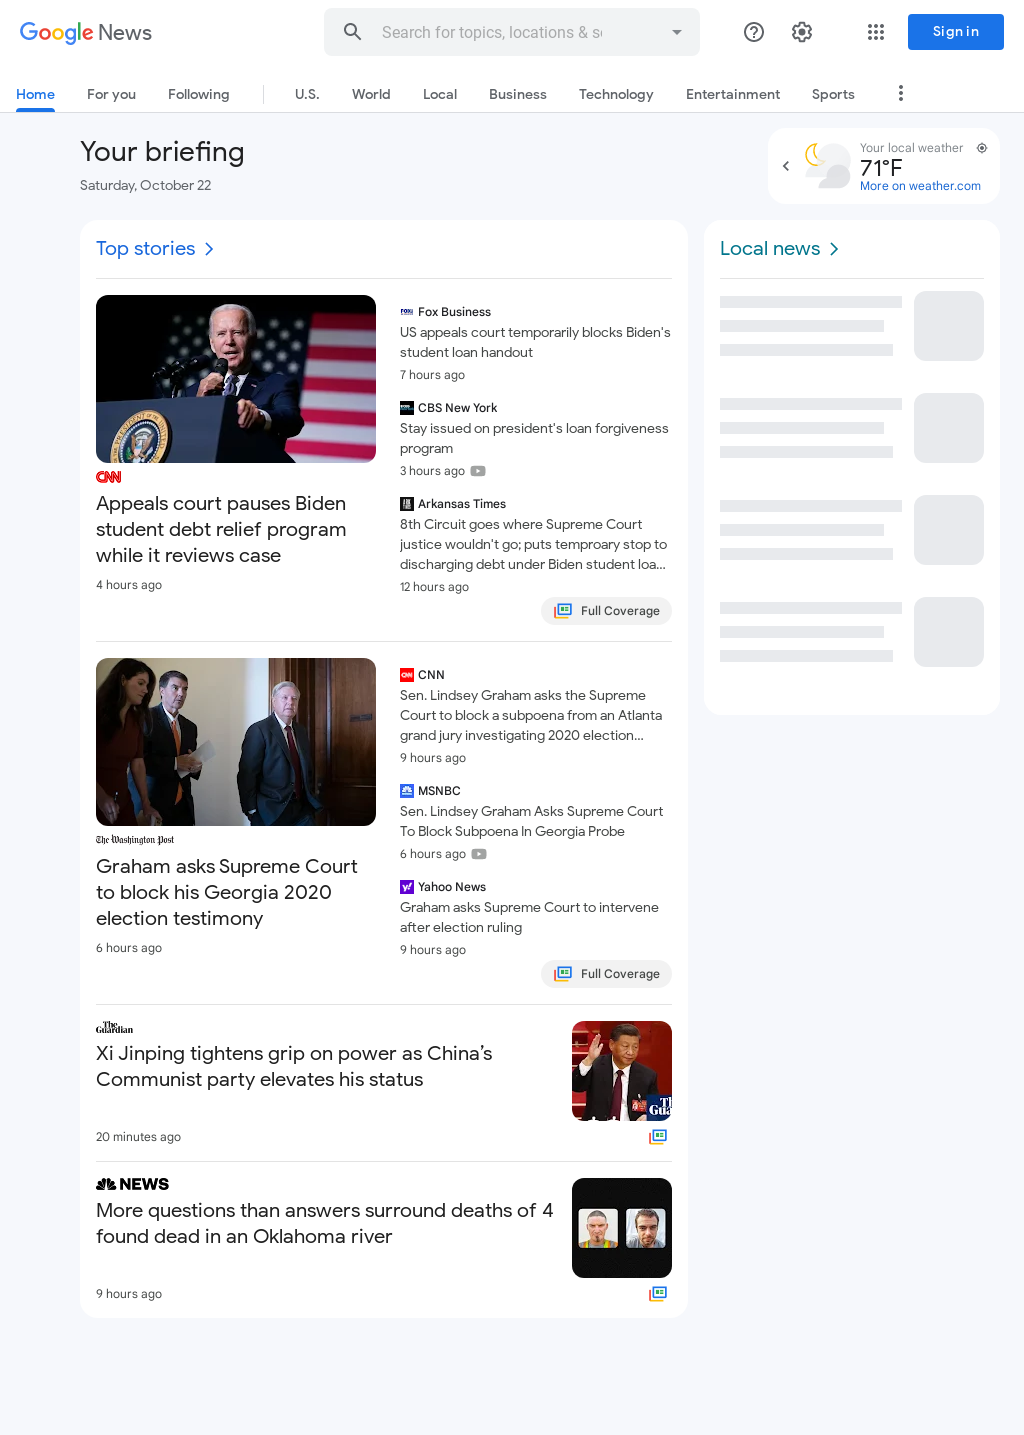 Google News
Search for topics, locations & so
Sign in
Home For you Following U.S. World Local Business Technology Entertainment Sports
Your briefing
Saturday, October 22
Your local weather
71°F
More on weather.com
Top stories
CNN
Appeals court pauses Biden
student debt relief program
while it reviews case
4 hours ago
Fox Business
US appeals court temporarily blocks Biden's
student loan handout
7 hours ago
CBS New York
Stay issued on president's loan forgiveness
program
3 hours ago
Arkansas Times
8th Circuit goes where Supreme Court
justice wouldn't go; puts temproary stop to
discharging debt under Biden student loa...
12 hours ago
Full Coverage
The Washington Post
Graham asks Supreme Court
to block his Georgia 2020
election testimony
6 hours ago
CNN
Sen. Lindsey Graham asks the Supreme
Court to block a subpoena from an Atlanta
grand jury investigating 2020 election...
9 hours ago
MSNBC
Sen. Lindsey Graham Asks Supreme Court
To Block Subpoena In Georgia Probe
6 hours ago
Yahoo News
Graham asks Supreme Court to intervene
after election ruling
9 hours ago
Full Coverage
The
Guardian
Xi Jinping tightens grip on power as China’s
Communist party elevates his status
20 minutes ago
NEWS
More questions than answers surround deaths of 4
found dead in an Oklahoma river
9 hours ago
Local news